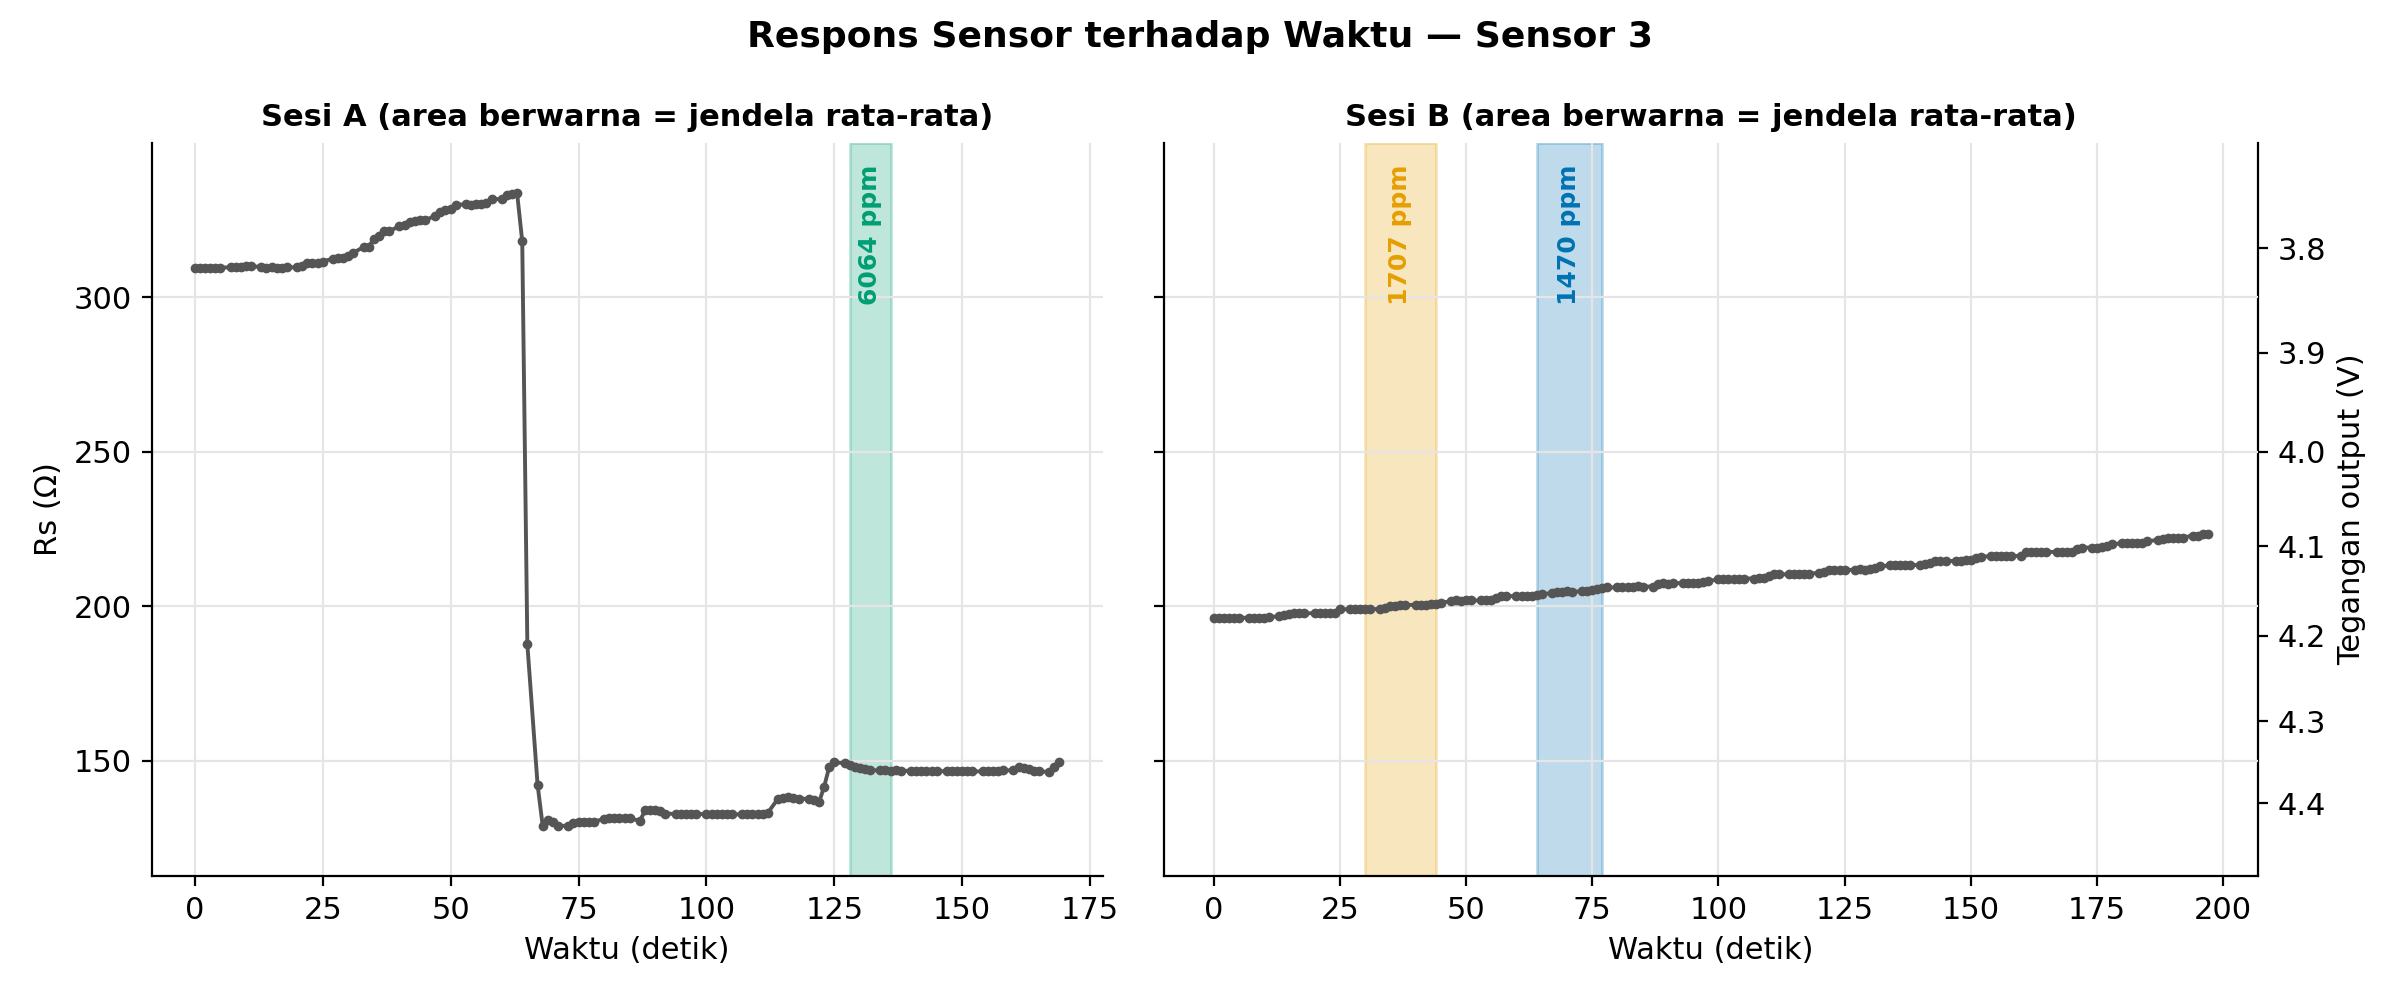 Respons Sensor terhadap Waktu — Sensor 3
Sesi A (area berwarna = jendela rata-rata)
6064 ppm
300
250
200
150
Rs (Ω)
0 25 50 75 100 125 150 175
Waktu (detik)
Sesi B (area berwarna = jendela rata-rata)
1707 ppm
1470 ppm
3.8
3.9
4.0
4.1
4.2
4.3
4.4
Tegangan output (V)
0 25 50 75 100 125 150 175 200
Waktu (detik)